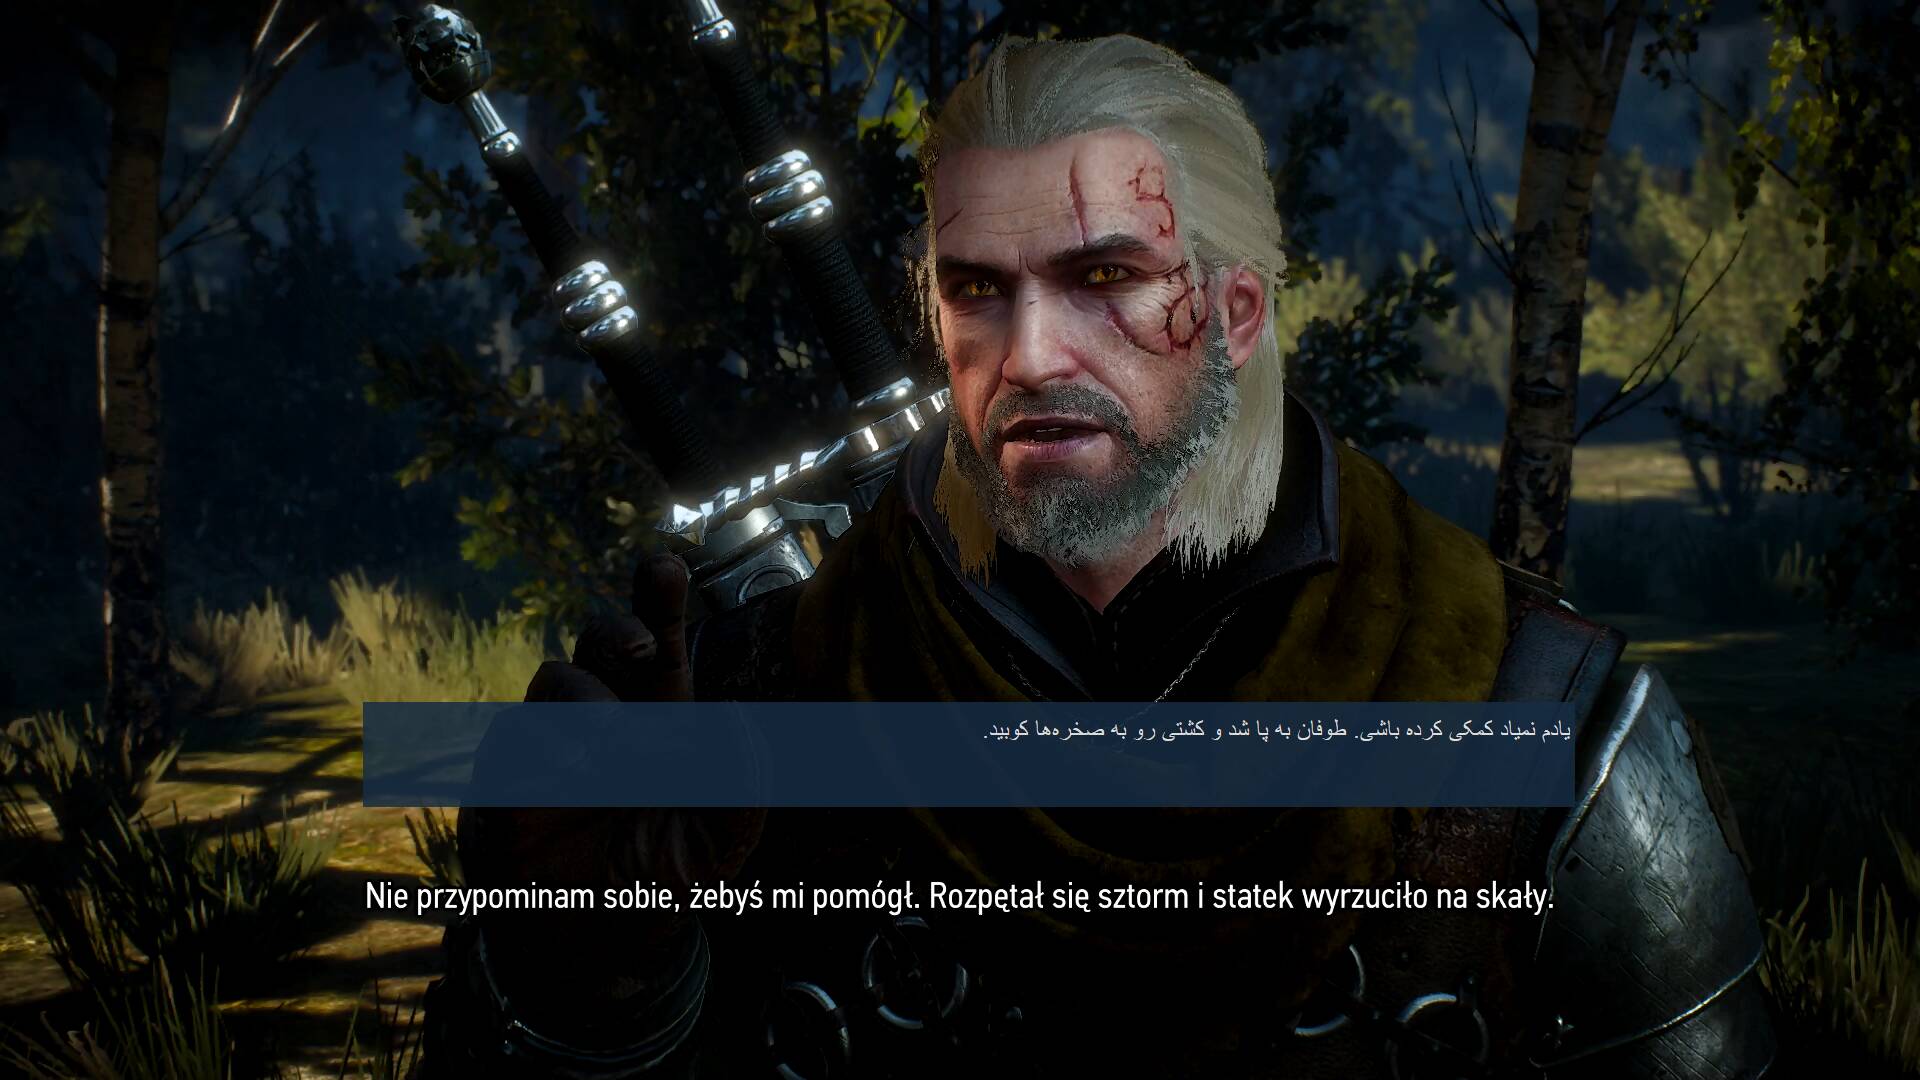 یادم نمیاد کمکی کرده باشی. طوفان به پا شد و کشتی رو به صخره‌ها کوبید.
Nie przypominam sobie, żebyś mi pomógł. Rozpętał się sztorm i statek wyrzuciło na skały.